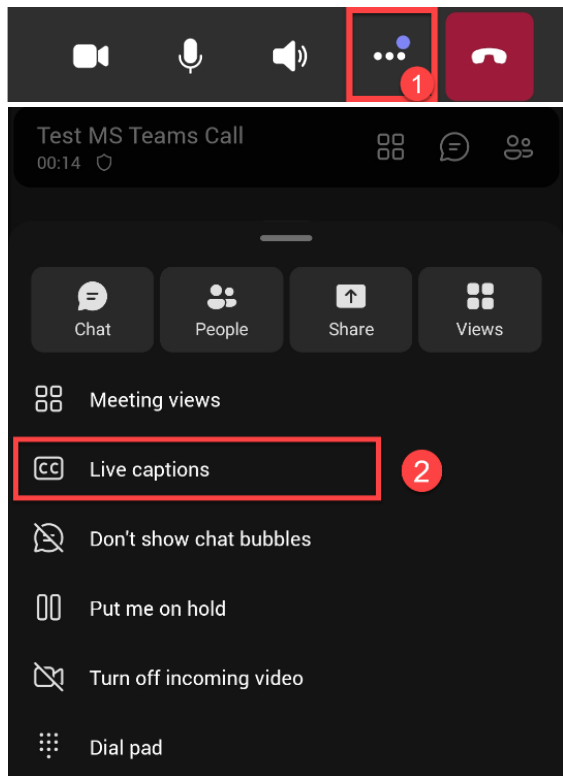 1
Test MS Teams Call
00:14
Chat
People
Share
Views
Meeting views
CC Live captions
2
Don't show chat bubbles
Put me on hold
Turn off incoming video
Dial pad